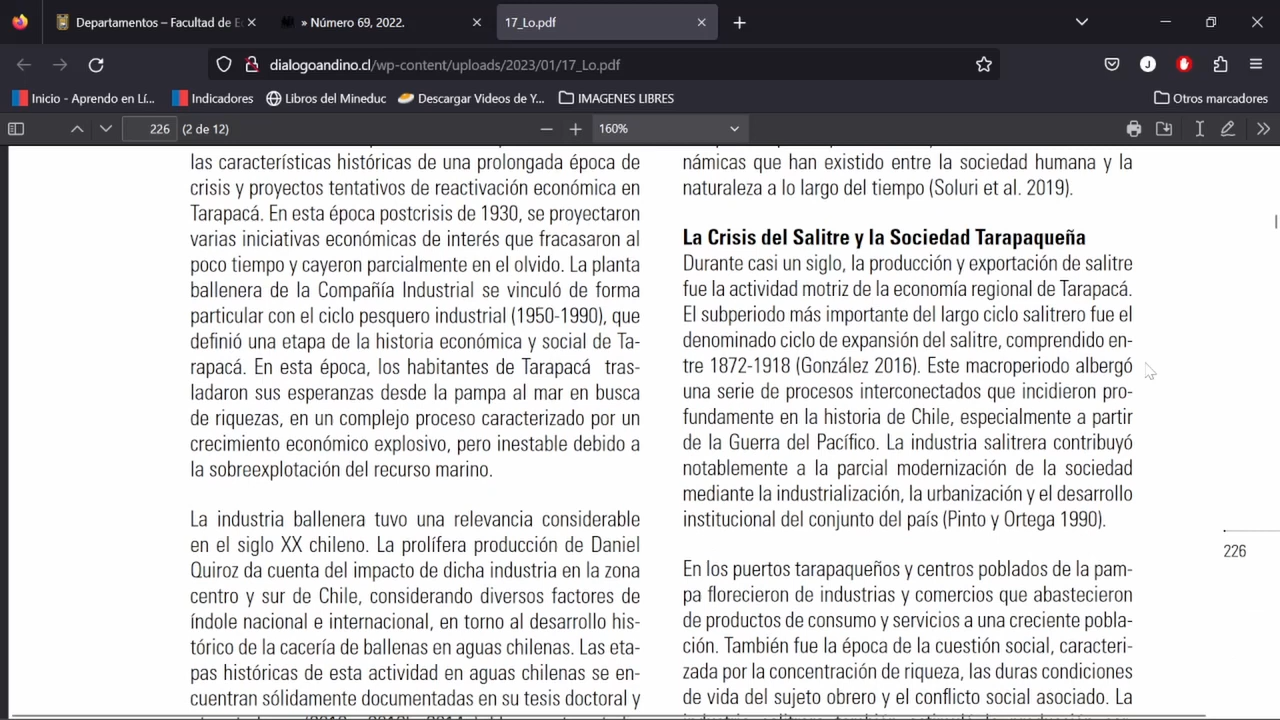 Departamentos — Facultad de E
» Número 69, 2022.
17_Lo.pdf
dialogoandino.cl/wp-content/uploads/2023/01/17_Lo.pdf
Inicio - Aprendo en Lí...
Indicadores
Libros del Mineduc
Descargar Videos de Y...
IMAGENES LIBRES
Otros marcadores
226
(2 de 12)
160%
las características históricas de una prolongada época de
crisis y proyectos tentativos de reactivación económica en
Tarapacá. En esta época postcrisis de 1930, se proyectaron
varias iniciativas económicas de interés que fracasaron al
poco tiempo y cayeron parcialmente en el olvido. La planta
ballenera de la Compañía Industrial se vinculó de forma
particular con el ciclo pesquero industrial (1950-1990), que
definió una etapa de la historia económica y social de Ta-
rapacá. En esta época, los habitantes de Tarapacá tras-
ladaron sus esperanzas desde la pampa al mar en busca
de riquezas, en un complejo proceso caracterizado por un
crecimiento económico explosivo, pero inestable debido a
la sobreexplotación del recurso marino.
La industria ballenera tuvo una relevancia considerable
en el siglo XX chileno. La prolífera producción de Daniel
Quiroz da cuenta del impacto de dicha industria en la zona
centro y sur de Chile, considerando diversos factores de
índole nacional e internacional, en torno al desarrollo his-
tórico de la cacería de ballenas en aguas chilenas. Las eta-
pas históricas de esta actividad en aguas chilenas se en-
cuentran sólidamente documentadas en su tesis doctoral y
námicas que han existido entre la sociedad humana y la
naturaleza a lo largo del tiempo (Soluri et al. 2019).
La Crisis del Salitre y la Sociedad Tarapaqueña
Durante casi un siglo, la producción y exportación de salitre
fue la actividad motriz de la economía regional de Tarapacá.
El subperiodo más importante del largo ciclo salitrero fue el
denominado ciclo de expansión del salitre, comprendido en-
tre 1872-1918 (González 2016). Este macroperiodo albergó
una serie de procesos interconectados que incidieron pro-
fundamente en la historia de Chile, especialmente a partir
de la Guerra del Pacífico. La industria salitrera contribuyó
notablemente a la parcial modernización de la sociedad
mediante la industrialización, la urbanización y el desarrollo
institucional del conjunto del país (Pinto y Ortega 1990).
En los puertos tarapaqueños y centros poblados de la pam-
pa florecieron de industrias y comercios que abastecieron
de productos de consumo y servicios a una creciente pobla-
ción. También fue la época de la cuestión social, caracteri-
zada por la concentración de riqueza, las duras condiciones
de vida del sujeto obrero y el conflicto social asociado. La
226